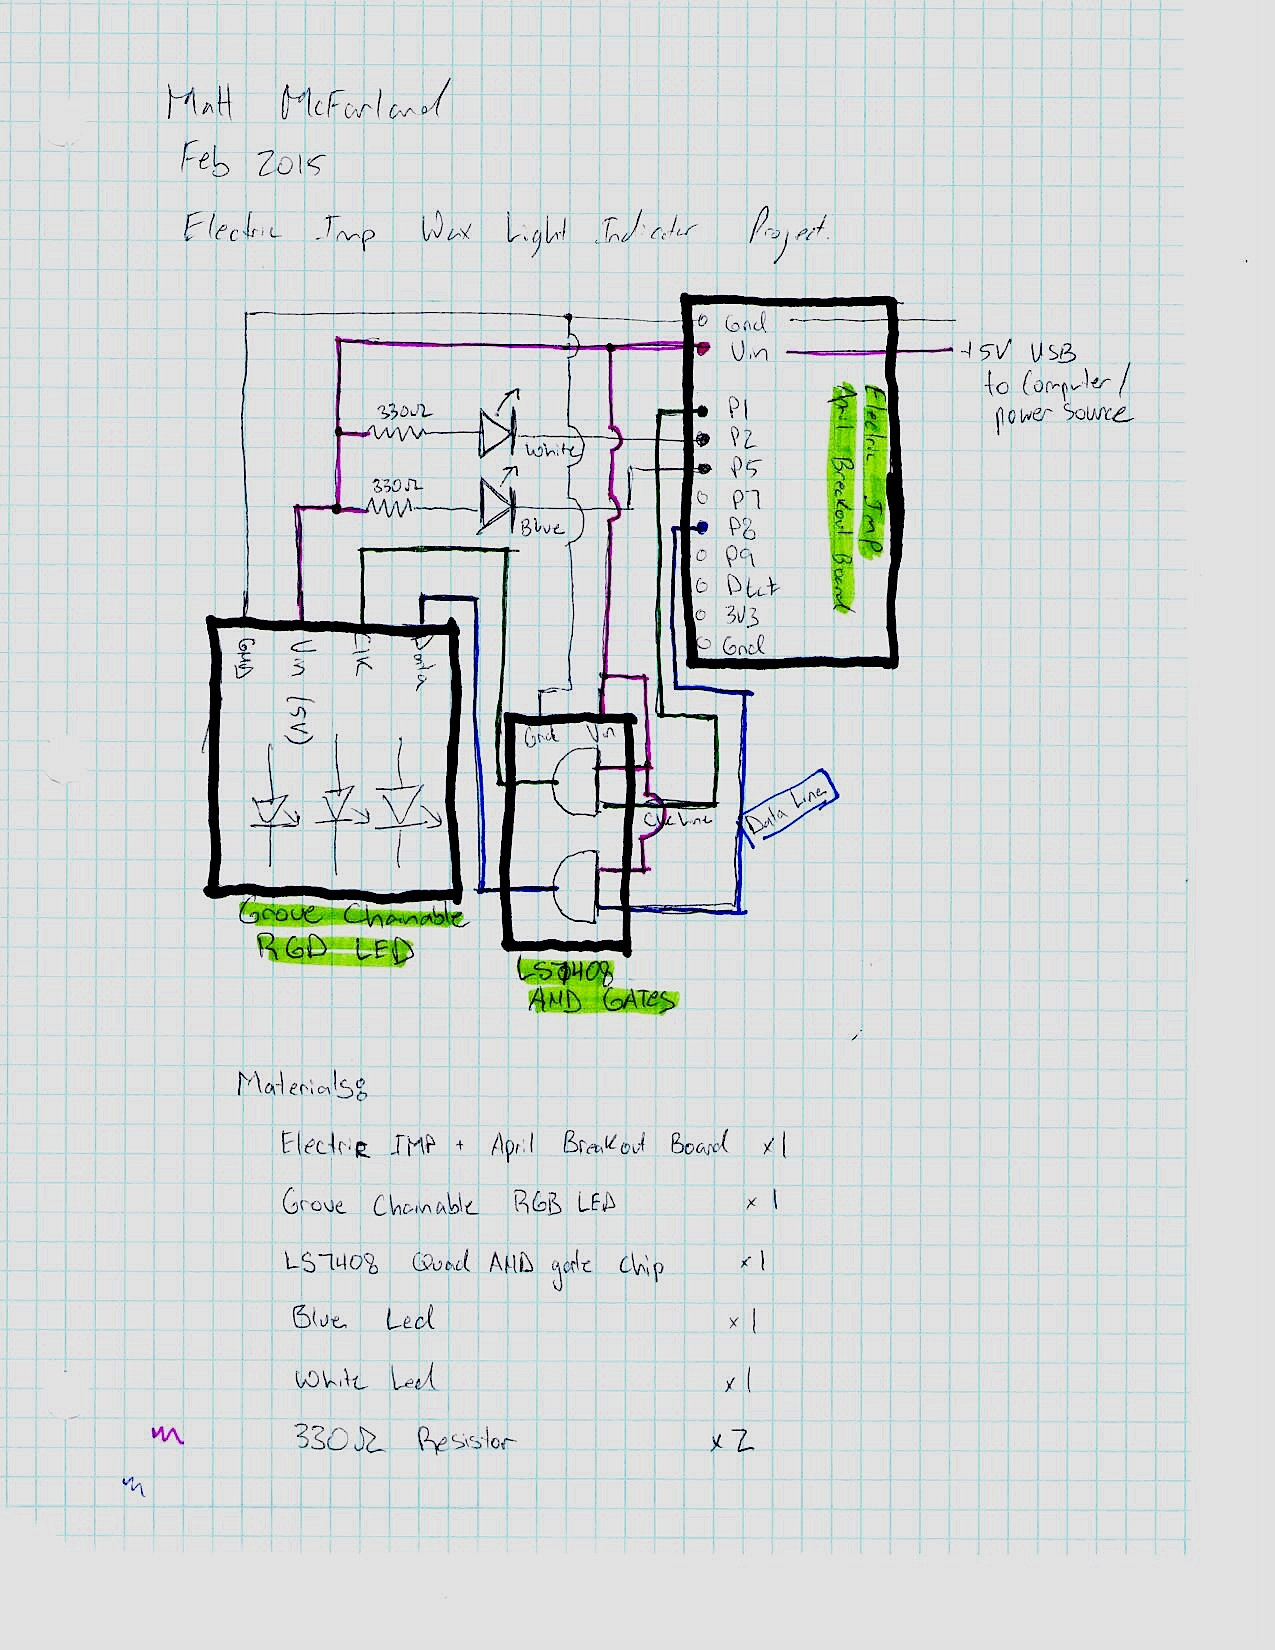 Matt McFarland
Feb 2015
Electric Imp Wax Light Indicator Project.
Gnd
Vin
+5V USB
to Computer/
power source
P1
P2
P5
P7
P8
P9
Dtct
3V3
Gnd
Electric Imp
April Breakout Board
330Ω
White
330Ω
Blue
GND
Vin (5V)
CLK
Data
Gnd Vin
Clk Line
Data Line
Grove Chainable
RGD LED
LS7408
AND GATES
Materials:
Electric IMP + April Breakout Board x1
Grove Chainable RGB LED x1
LS7408 Quad AND gate chip x1
Blue Led x1
White Led x1
330Ω Resistor x2